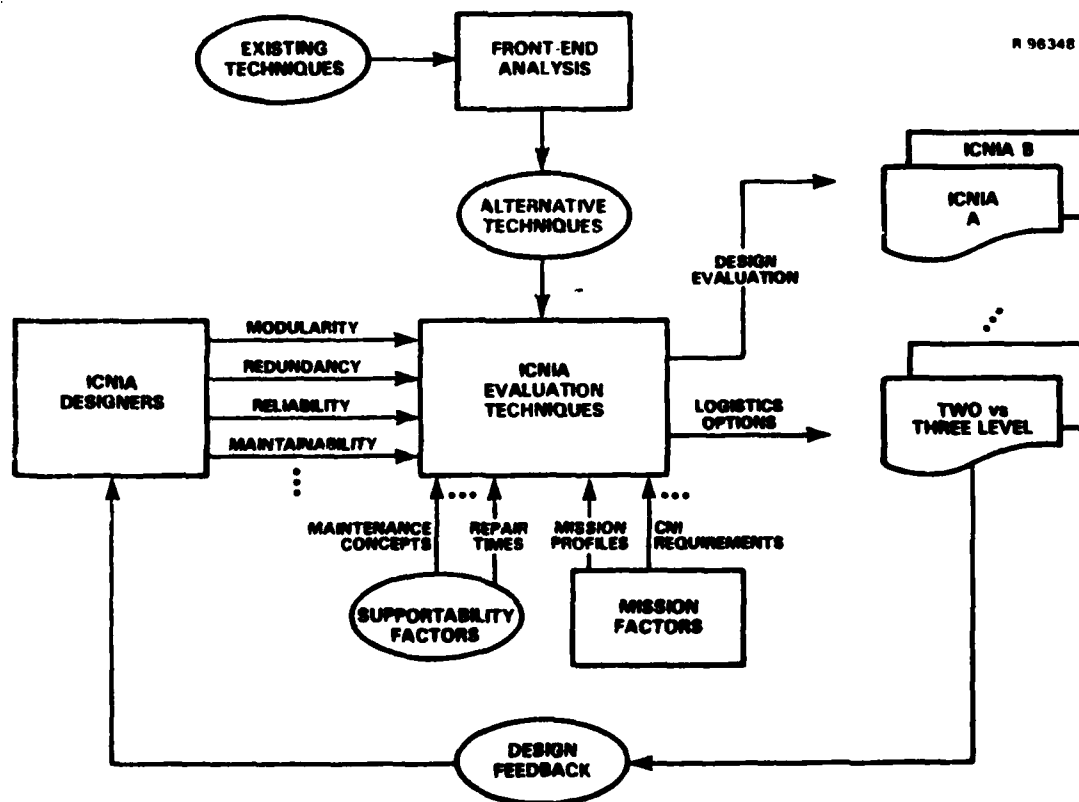 EXISTING
TECHNIQUES
FRONT-END
ANALYSIS
R 96348
ICNIA B
ICNIA
A
ALTERNATIVE
TECHNIQUES
DESIGN
EVALUATION
ICNIA
DESIGNERS
MODULARITY
REDUNDANCY
RELIABILITY
MAINTAINABILITY
ICNIA
EVALUATION
TECHNIQUES
LOGISTICS
OPTIONS
TWO vs
THREE LEVEL
MAINTENANCE
CONCEPTS
REPAIR
TIMES
MISSION
PROFILES
CNI
REQUIREMENTS
SUPPORTABILITY
FACTORS
MISSION
FACTORS
DESIGN
FEEDBACK